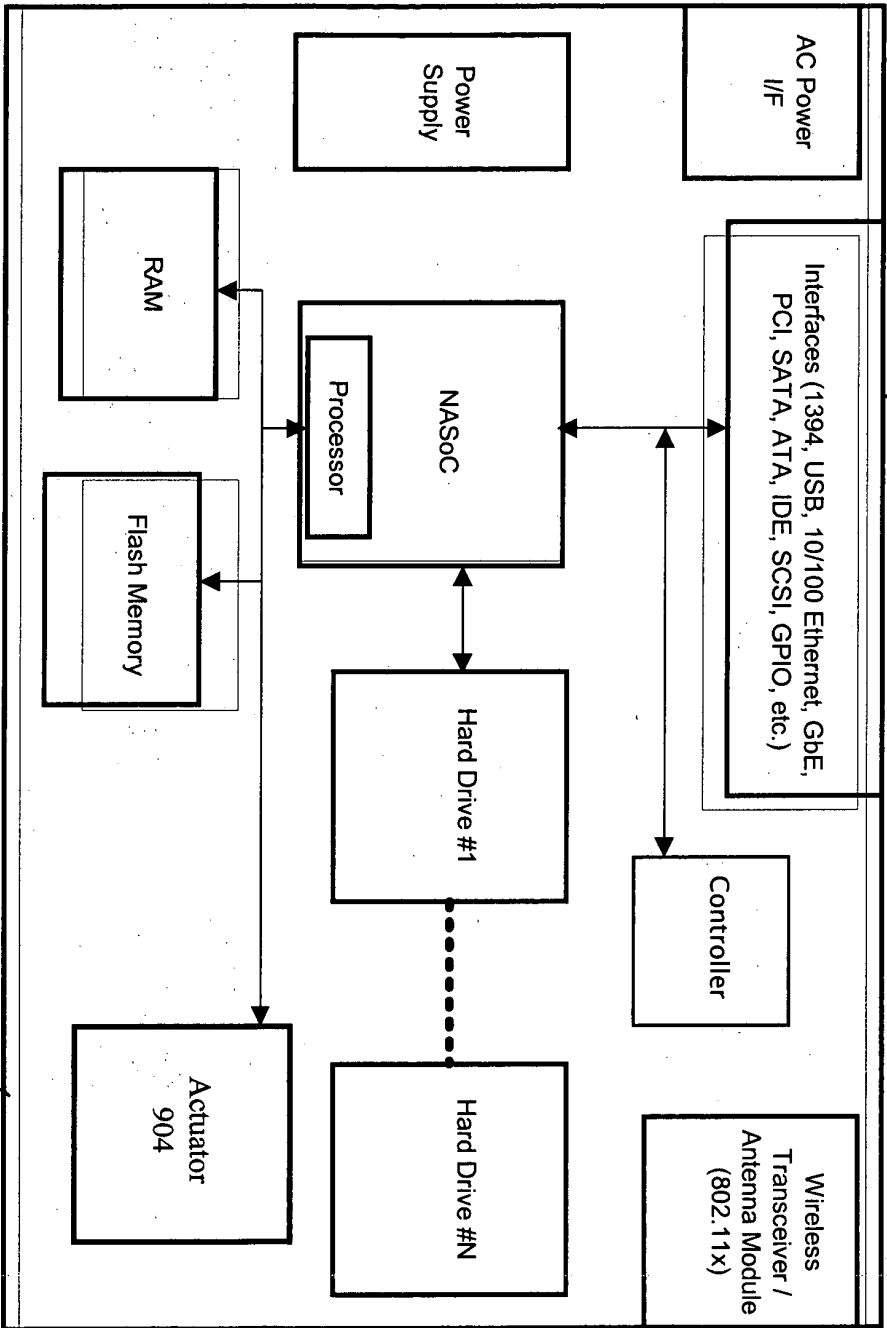 AC Power
I/F
Interfaces (1394, USB, 10/100 Ethernet, GbE,
PCI, SATA, ATA, IDE, SCSI, GPIO, etc.)
Controller
Wireless
Transceiver /
Antenna Module
(802.11x)
Power
Supply
NASoC
Processor
Hard Drive #1
Hard Drive #N
RAM
Flash Memory
Actuator
904